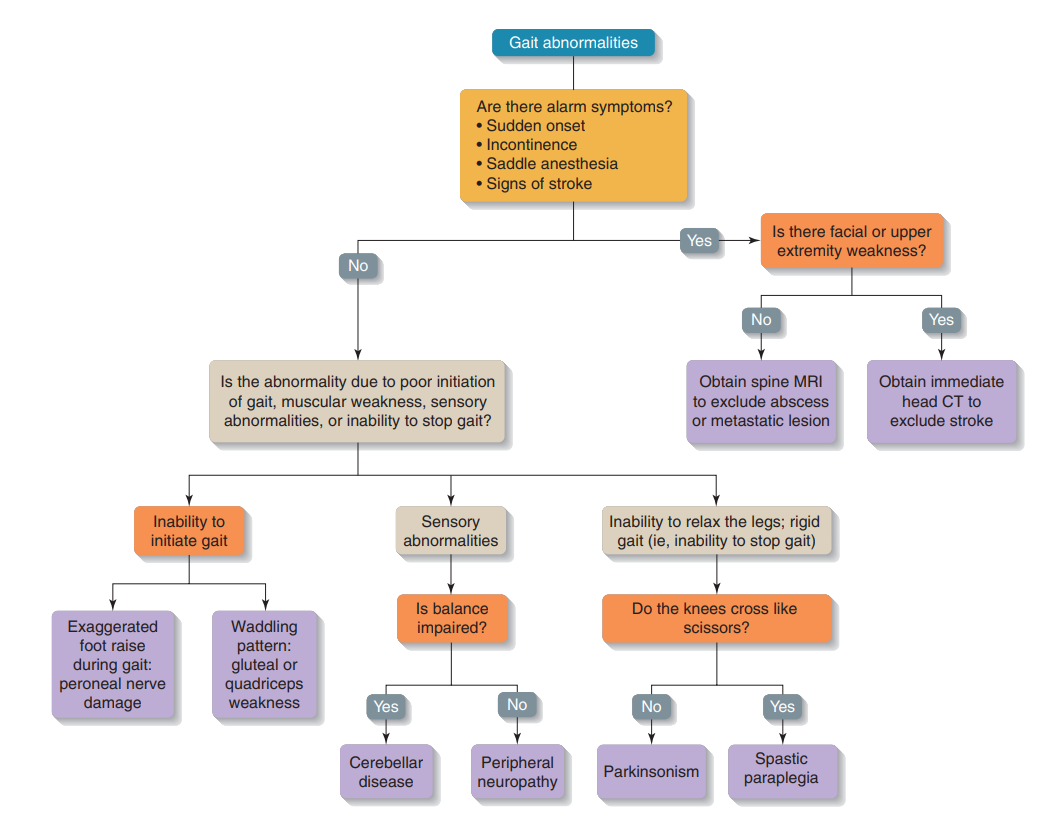 Gait abnormalities
Are there alarm symptoms?
• Sudden onset
• Incontinence
• Saddle anesthesia
• Signs of stroke
Yes
Is there facial or upper
extremity weakness?
No
No
Yes
Obtain spine MRI
to exclude abscess
or metastatic lesion
Obtain immediate
head CT to
exclude stroke
Is the abnormality due to poor initiation
of gait, muscular weakness, sensory
abnormalities, or inability to stop gait?
Inability to
initiate gait
Sensory
abnormalities
Inability to relax the legs; rigid
gait (ie, inability to stop gait)
Exaggerated
foot raise
during gait:
peroneal nerve
damage
Waddling
pattern:
gluteal or
quadriceps
weakness
Is balance
impaired?
Do the knees cross like
scissors?
Yes
No
No
Yes
Cerebellar
disease
Peripheral
neuropathy
Parkinsonism
Spastic
paraplegia